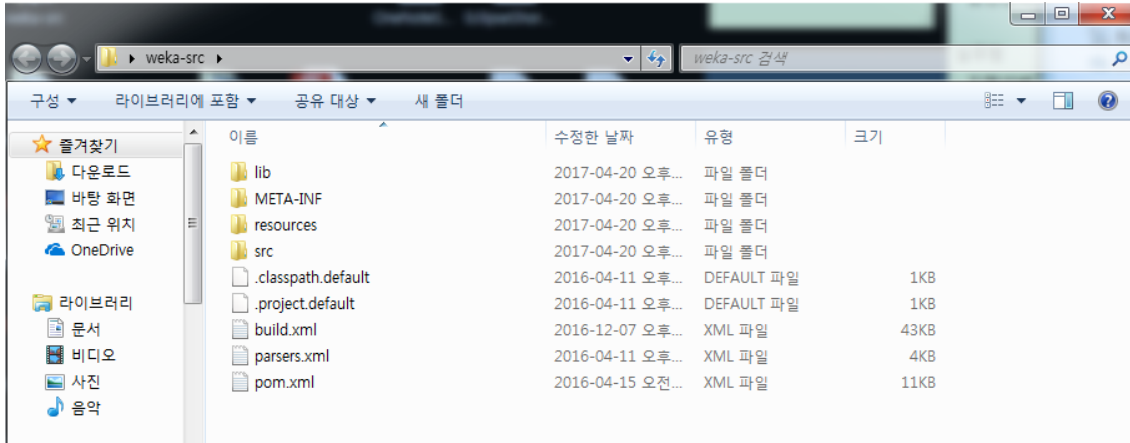 weka-src
weka-src 검색
구성 라이브러리에 포함 공유 대상 새 폴더
즐겨찾기
다운로드
바탕 화면
최근 위치
OneDrive
라이브러리
문서
비디오
사진
음악
이름 수정한 날짜 유형 크기
lib 2017-04-20 오후... 파일 폴더
META-INF 2017-04-20 오후... 파일 폴더
resources 2017-04-20 오후... 파일 폴더
src 2017-04-20 오후... 파일 폴더
.classpath.default 2016-04-11 오후... DEFAULT 파일 1KB
.project.default 2016-04-11 오후... DEFAULT 파일 1KB
build.xml 2016-12-07 오후... XML 파일 43KB
parsers.xml 2016-04-11 오후... XML 파일 4KB
pom.xml 2016-04-15 오전... XML 파일 11KB